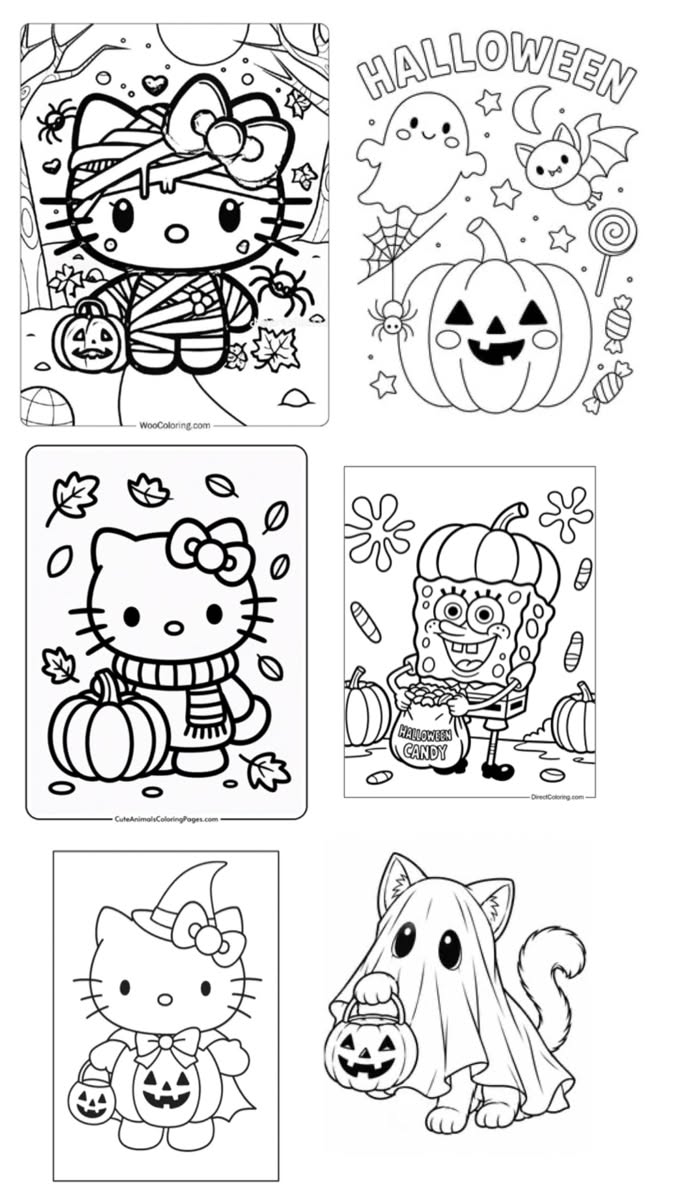 HALLOWEEN
WooColoring.com
HALLOWEEN
CANDY
DirectColoring.com
CuteAnimalsColoringPages.com